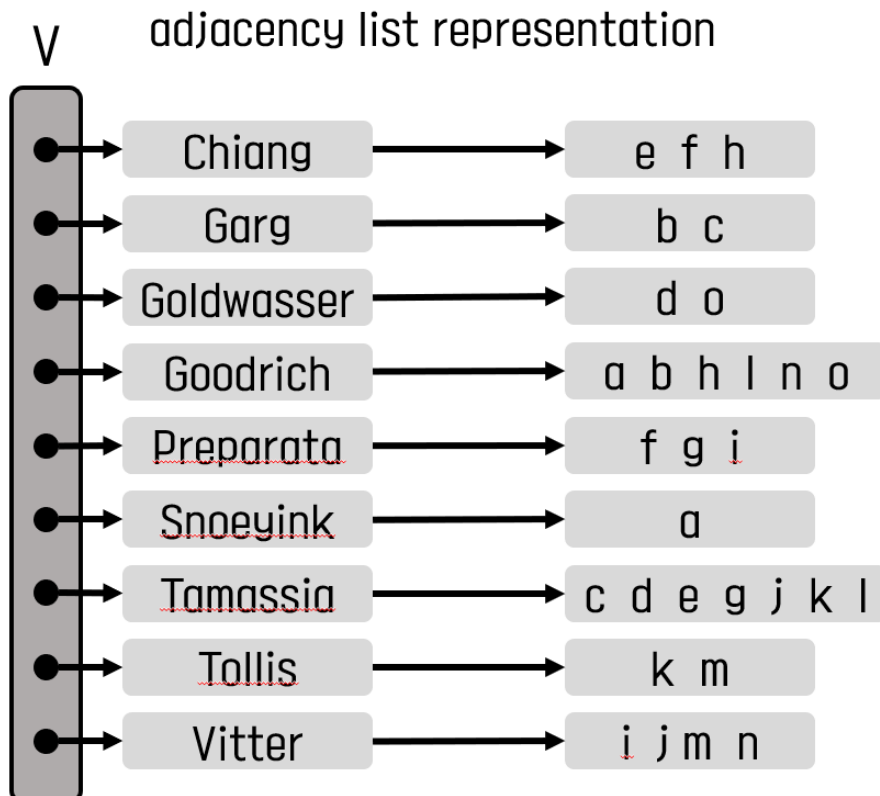 adjacency list representation
V
Chiang e f h
Garg b c
Goldwasser d o
Goodrich a b h l n o
Preparata f g i
Snoeyink a
Tamassia c d e g j k l
Tollis k m
Vitter i j m n